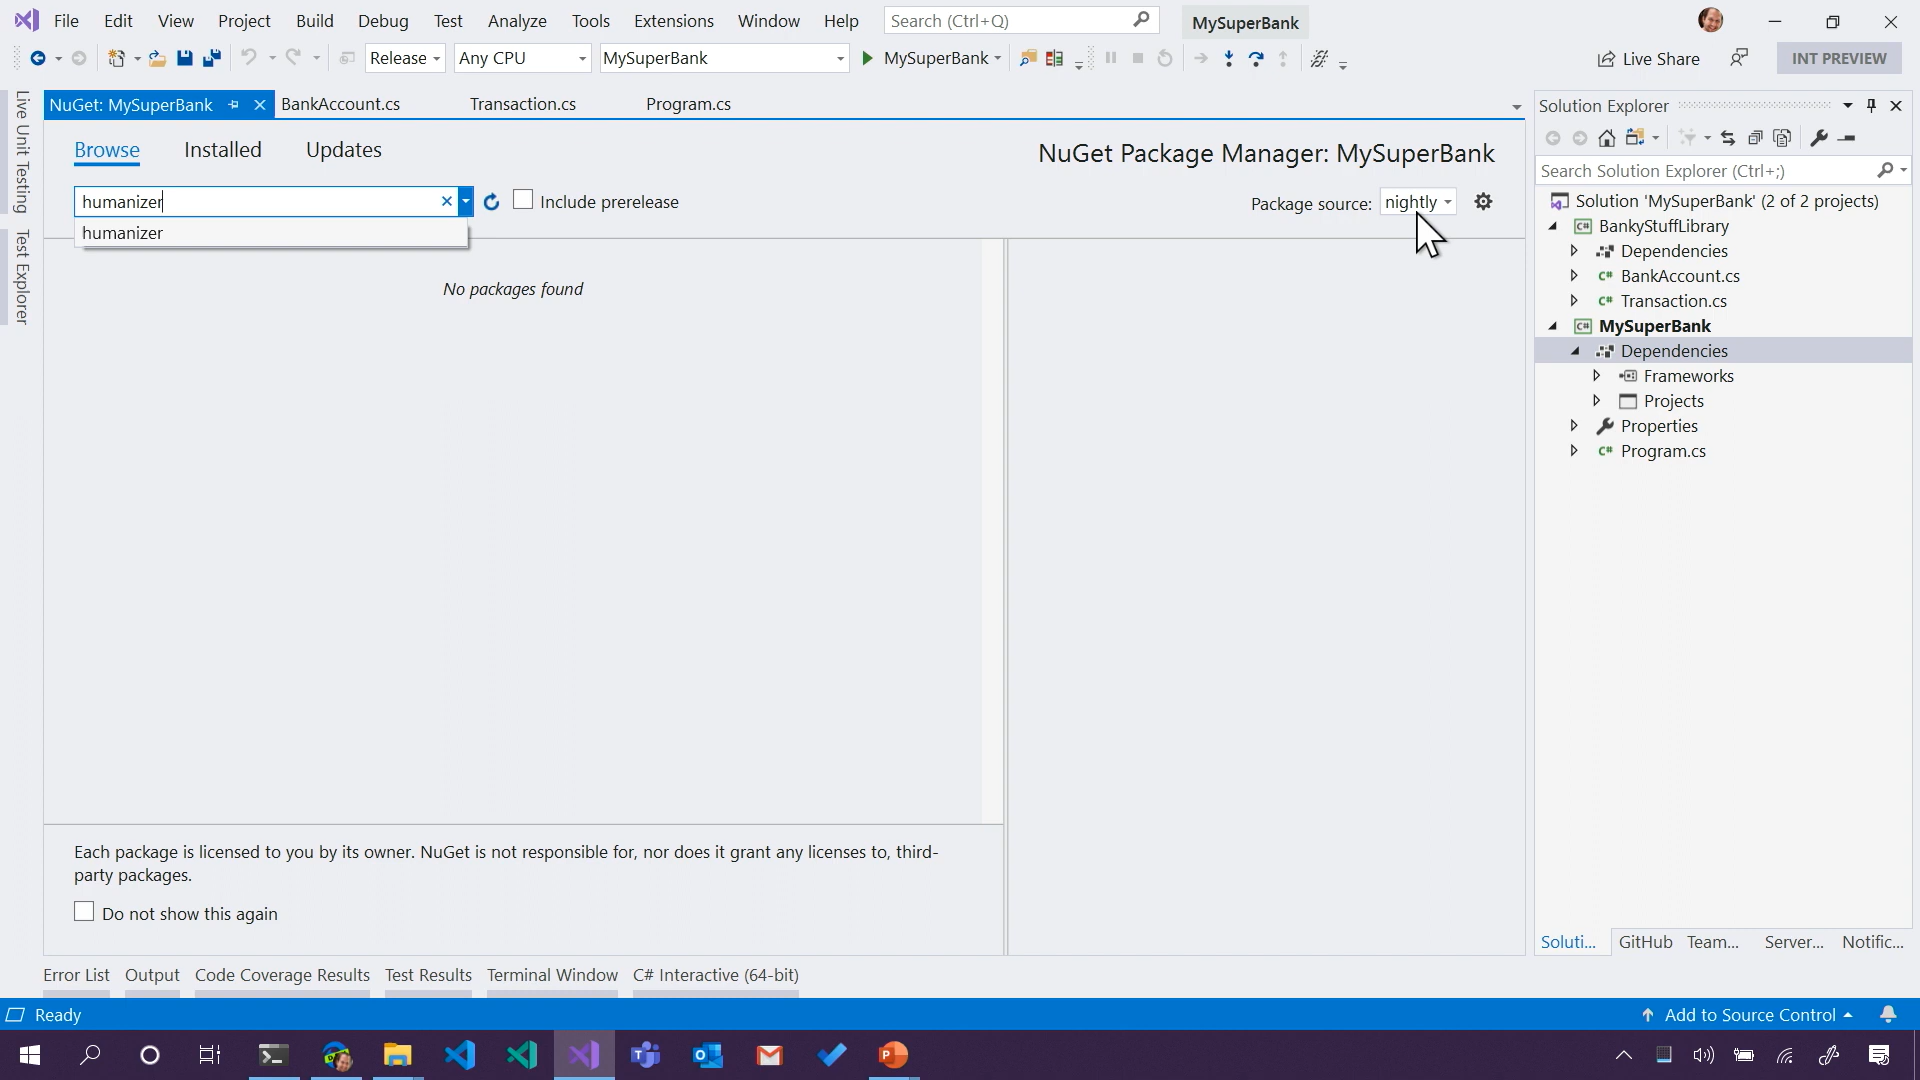 File Edit View Project Build Debug Test Analyze Tools Extensions Window Help Search (Ctrl+Q) MySuperBank
Release Any CPU MySuperBank MySuperBank Live Share INT PREVIEW
Live Unit Testing
Test Explorer
NuGet: MySuperBank BankAccount.cs Transaction.cs Program.cs
Browse Installed Updates
NuGet Package Manager: MySuperBank
humanizer Include prerelease Package source: nightly
humanizer
No packages found
Each package is licensed to you by its owner. NuGet is not responsible for, nor does it grant any licenses to, third-
party packages.
Do not show this again
Solution Explorer
Search Solution Explorer (Ctrl+;)
Solution 'MySuperBank' (2 of 2 projects)
C# BankyStuffLibrary
Dependencies
C# BankAccount.cs
C# Transaction.cs
C# MySuperBank
Dependencies
Frameworks
Projects
Properties
C# Program.cs
Soluti... GitHub Team... Server... Notific...
Error List Output Code Coverage Results Test Results Terminal Window C# Interactive (64-bit)
Ready Add to Source Control